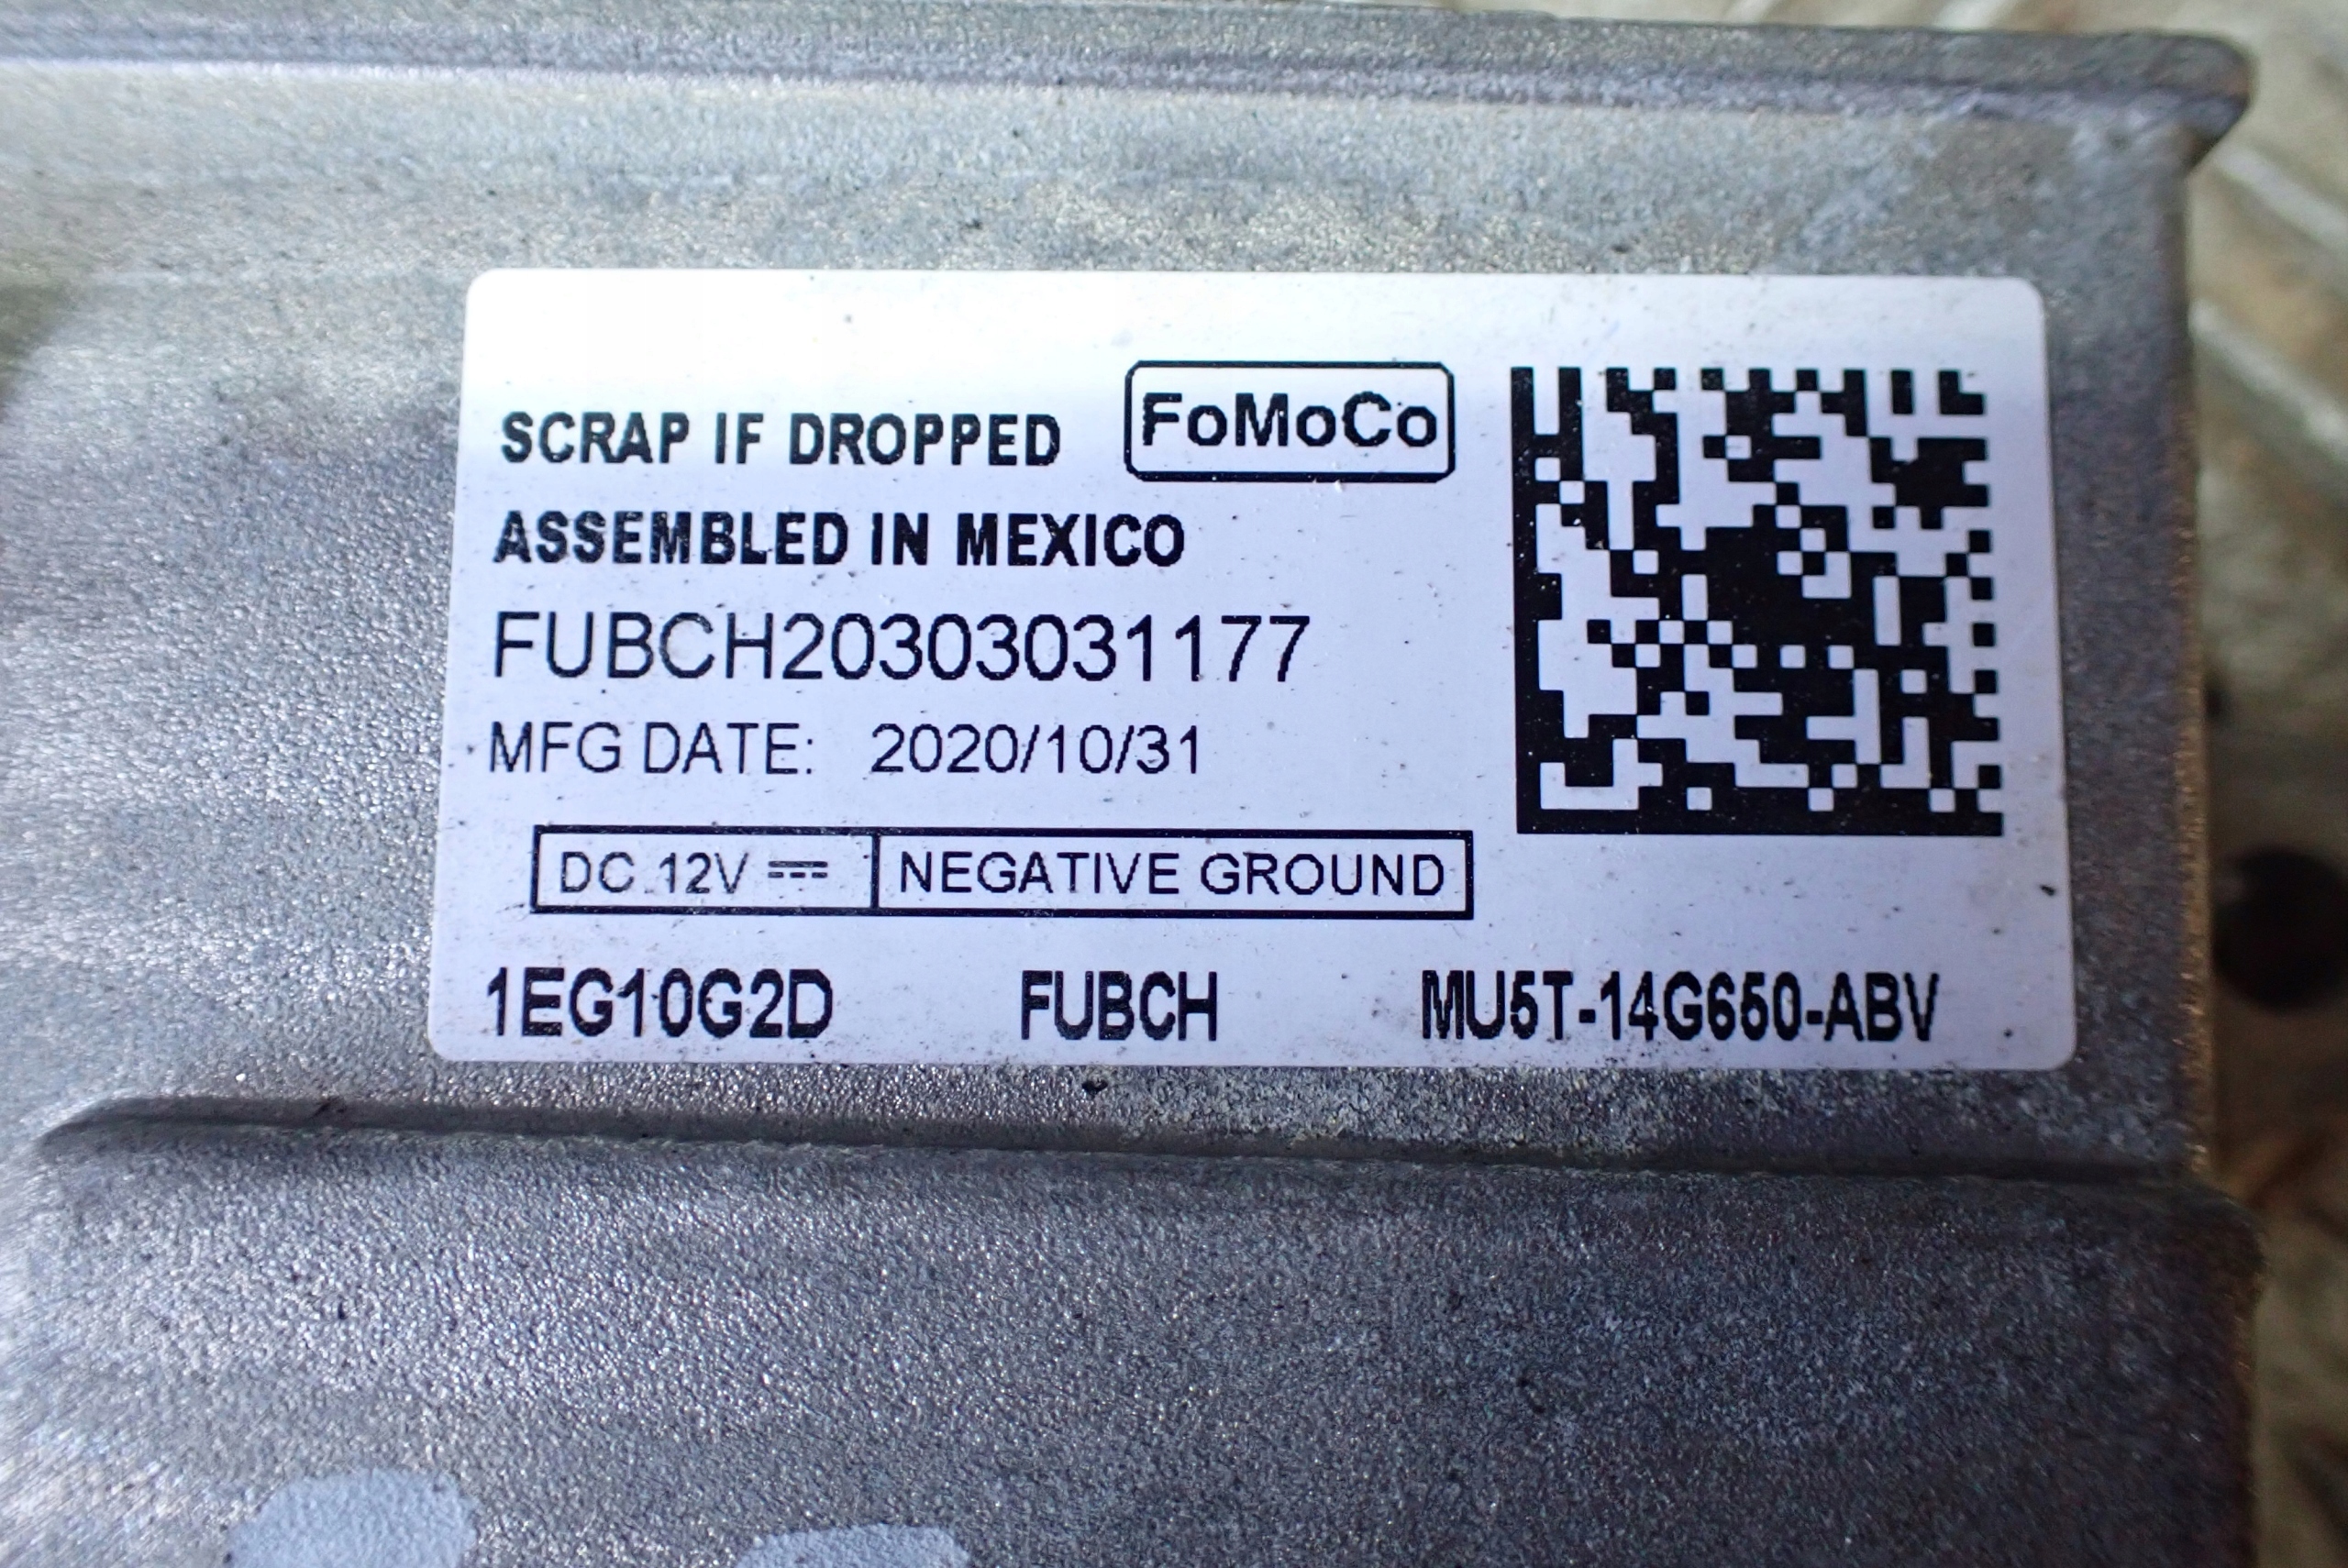 SCRAP IF DROPPED FoMoCo
ASSEMBLED IN MEXICO
FUBCH20303031177
MFG DATE: 2020/10/31
DC 12V ⎓ NEGATIVE GROUND
1EG10G2D FUBCH MU5T-14G650-ABV